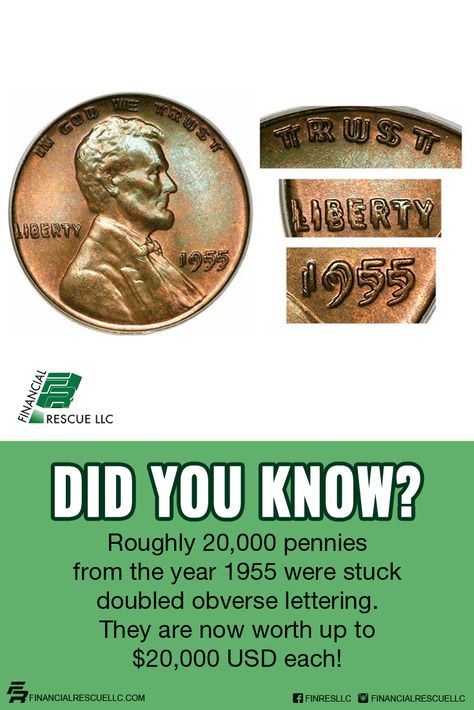 IN GOD WE TRUST
LIBERTY
1955
TRUST
LIBERTY
1955
FINANCIAL
FR
RESCUE LLC
DID YOU KNOW?
Roughly 20,000 pennies
from the year 1955 were stuck
doubled obverse lettering.
They are now worth up to
$20,000 USD each!
FR FINANCIALRESCUELLC.COM
FINRESLLC FINANCIALRESCUELLC